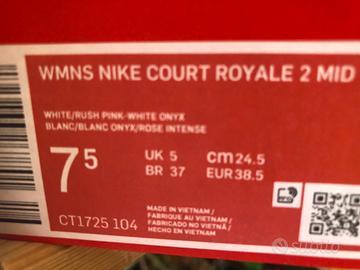 WMNS NIKE COURT ROYALE 2 MID
WHITE/RUSH PINK-WHITE ONYX
BLANC/BLANC ONYX/ROSE INTENSE
7 5
UK 5 cm 24.5
BR 37 EUR 38.5
CT1725 104
MADE IN VIETNAM /
FABRIQUE AU VIETNAM /
FABRICADO NO VIETNÃ /
HECHO EN VIETNAM
subito